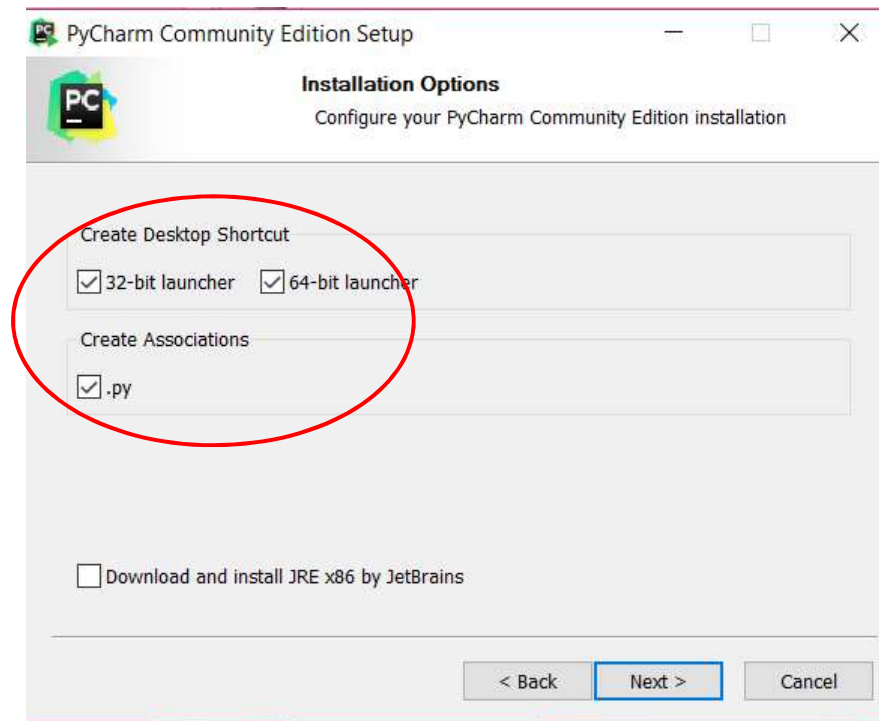 PyCharm Community Edition Setup
PC
Installation Options
Configure your PyCharm Community Edition installation
Create Desktop Shortcut
32-bit launcher 64-bit launcher
Create Associations
.py
Download and install JRE x86 by JetBrains
< Back Next > Cancel